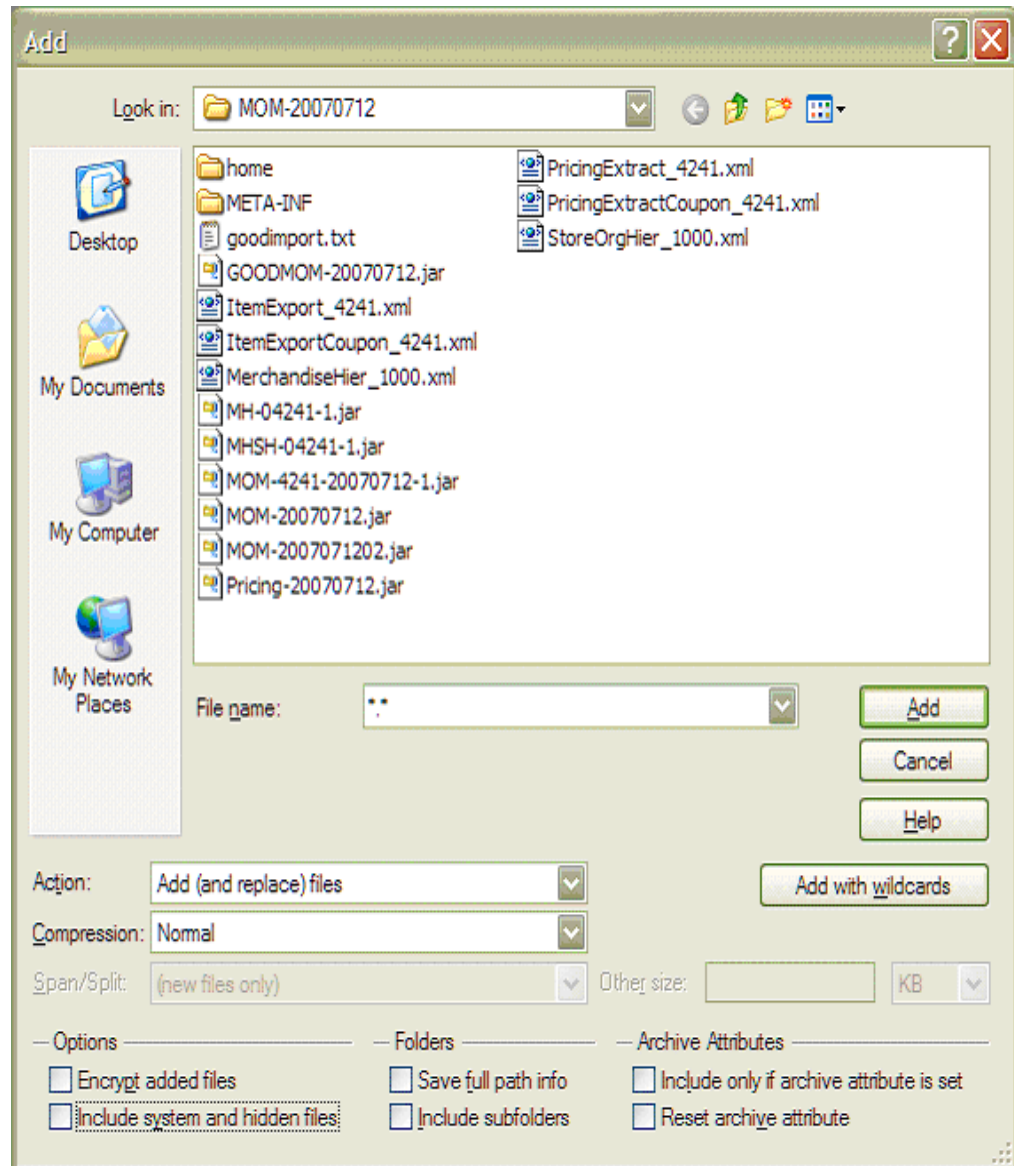 Add
Look in: MOM-20070712
Desktop
My Documents
My Computer
My Network
Places
home
META-INF
goodimport.txt
GOODMOM-20070712.jar
ItemExport_4241.xml
ItemExportCoupon_4241.xml
MerchandiseHier_1000.xml
MH-04241-1.jar
MHSH-04241-1.jar
MOM-4241-20070712-1.jar
MOM-20070712.jar
MOM-2007071202.jar
Pricing-20070712.jar
PricingExtract_4241.xml
PricingExtractCoupon_4241.xml
StoreOrgHier_1000.xml
File name: *.*
Add
Cancel
Help
Action: Add (and replace) files
Add with wildcards
Compression: Normal
Span/Split: (new files only) Other size: KB
Options
Encrypt added files
Include system and hidden files
Folders
Save full path info
Include subfolders
Archive Attributes
Include only if archive attribute is set
Reset archive attribute